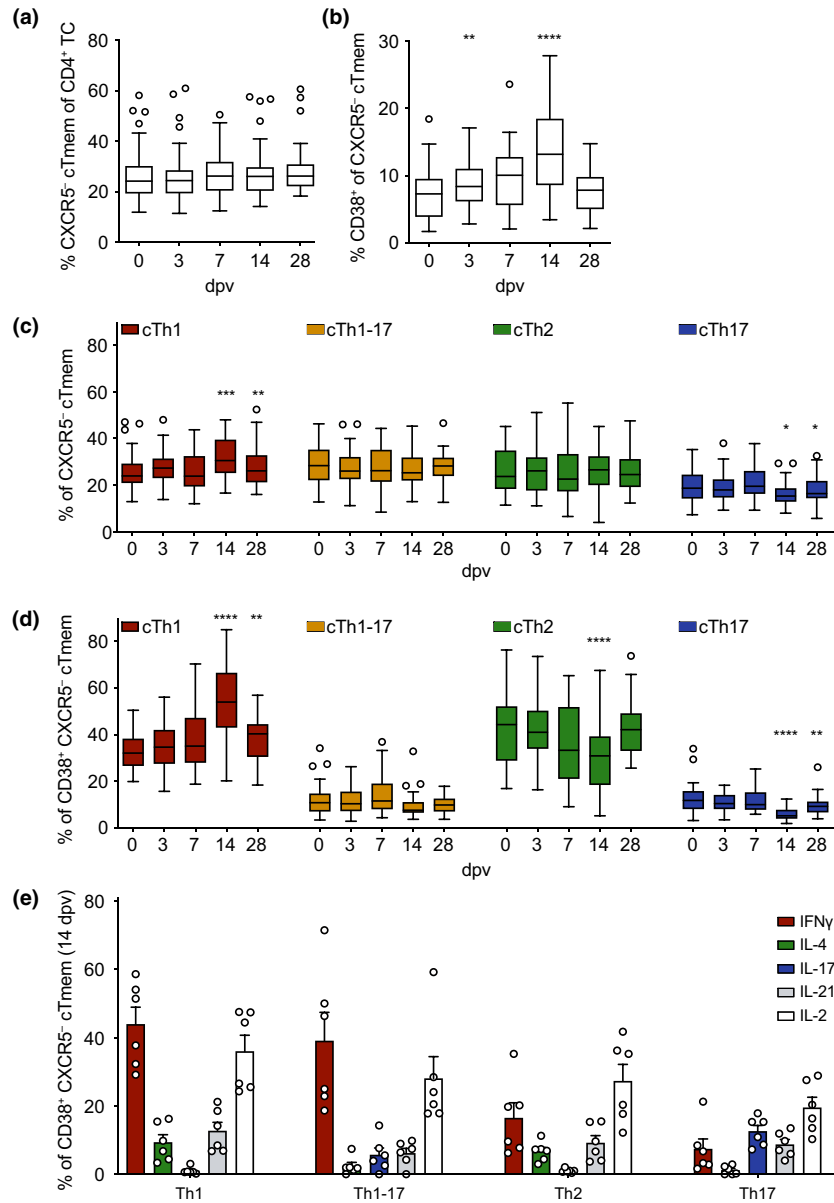 (a)
% CXCR5⁻ cTmem of CD4⁺ TC
80
60
40
20
0
0 3 7 14 28
dpv
(b)
% CD38⁺ of CXCR5⁻ cTmem
30
20
10
0
** ****
0 3 7 14 28
dpv
(c)
% of CXCR5⁻ cTmem
80
60
40
20
0
cTh1 cTh1-17 cTh2 cTh17
*** ** * *
0 3 7 14 28 0 3 7 14 28 0 3 7 14 28 0 3 7 14 28
dpv
(d)
% of CD38⁺ CXCR5⁻ cTmem
80
60
40
20
0
cTh1 cTh1-17 cTh2 cTh17
**** ** **** **** **
0 3 7 14 28 0 3 7 14 28 0 3 7 14 28 0 3 7 14 28
dpv
(e)
% of CD38⁺ CXCR5⁻ cTmem (14 dpv)
80
60
40
20
0
IFNγ
IL-4
IL-17
IL-21
IL-2
Th1 Th1-17 Th2 Th17